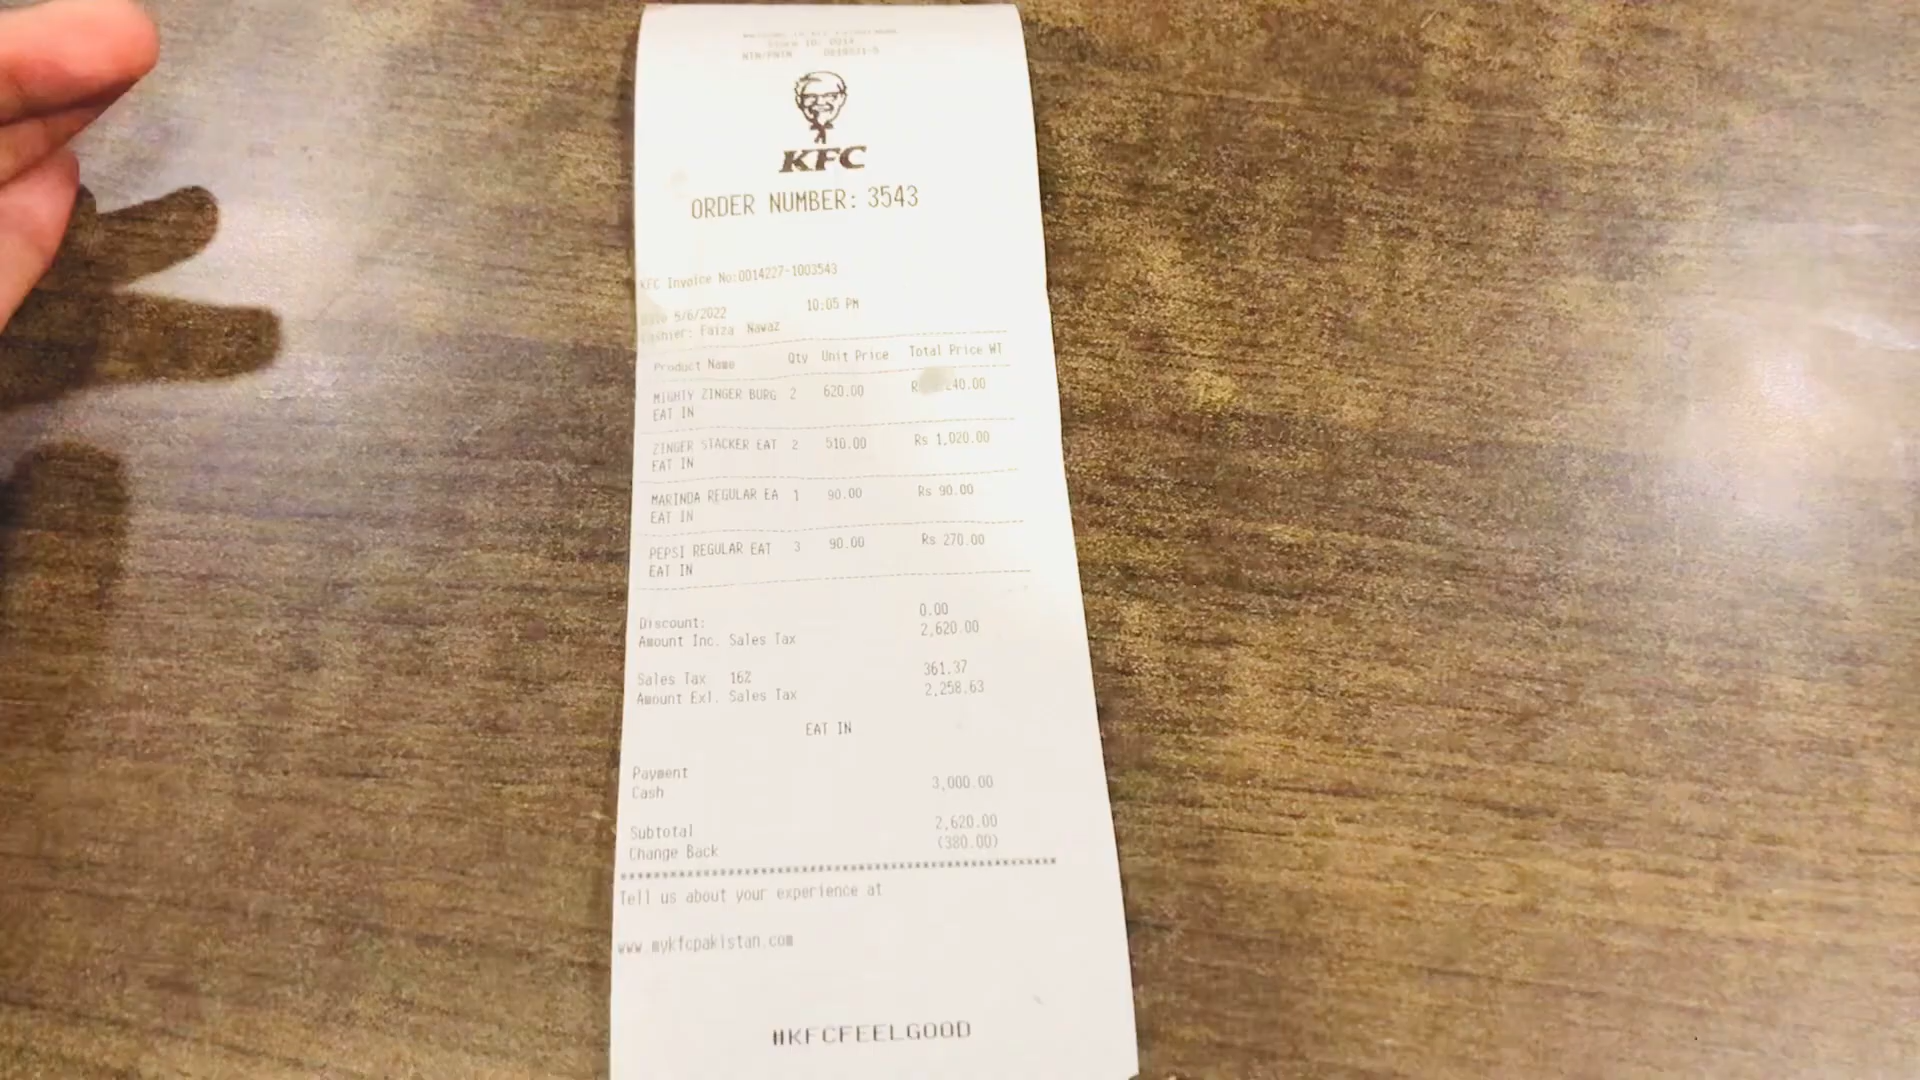 KFC
ORDER NUMBER: 3543
KFC Invoice No:0014227-1003543
5/6/2022 10:05 PM
Cashier: Faiza Nawaz
Product Name Qty Unit Price Total Price WT
MIGHTY ZINGER BURG 2 620.00 240.00
EAT IN
ZINGER STACKER EAT 2 510.00 Rs 1,020.00
EAT IN
MARINDA REGULAR EA 1 90.00 Rs 90.00
EAT IN
PEPSI REGULAR EAT 3 90.00 Rs 270.00
EAT IN
Discount: 0.00
Amount Inc. Sales Tax 2,620.00
Sales Tax 16% 361.37
Amount Exl. Sales Tax 2,258.63
EAT IN
Payment
Cash 3,000.00
Subtotal 2,620.00
Change Back (380.00)
Tell us about your experience at
www.mykfcpakistan.com
#KFCFEELGOOD